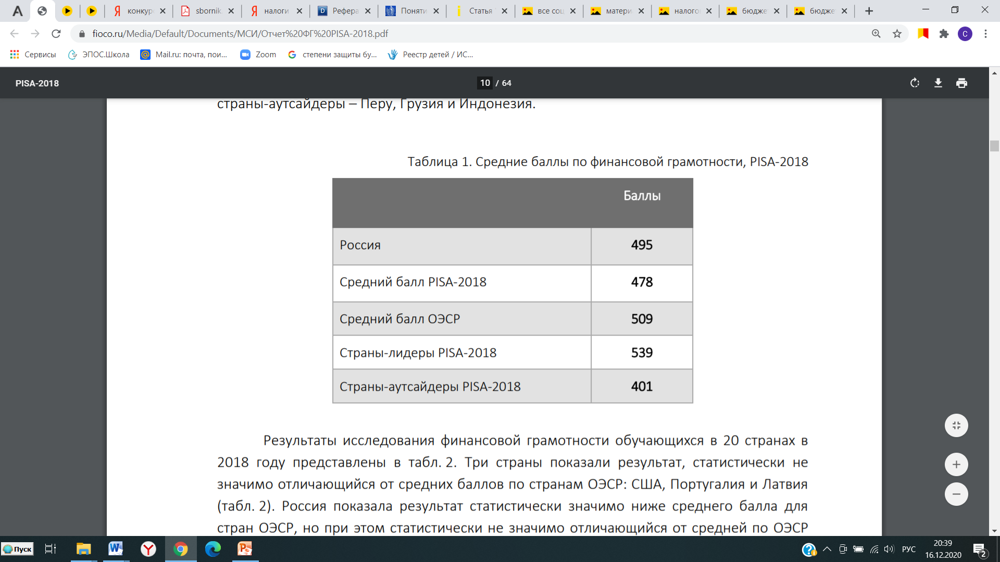 конкур
sbornik
налоги
Рефера
Поняти
Статья
все соц
матери
налого
бюдже
бюдже
fioco.ru/Media/Default/Documents/МСИ/Отчет%20ФГ%20PISA-2018.pdf
С
Сервисы
ЭПОС.Школа
Mail.ru: почта, пои...
Zoom
степени защиты бу...
Реестр детей / ИС...
PISA-2018
10 / 64
страны-аутсайдеры – Перу, Грузия и Индонезия.
Таблица 1. Средние баллы по финансовой грамотности, PISA-2018
Баллы
Россия 495
Средний балл PISA-2018 478
Средний балл ОЭСР 509
Страны-лидеры PISA-2018 539
Страны-аутсайдеры PISA-2018 401
Результаты исследования финансовой грамотности обучающихся в 20 странах в
2018 году представлены в табл. 2. Три страны показали результат, статистически не
значимо отличающийся от средних баллов по странам ОЭСР: США, Португалия и Латвия
(табл. 2). Россия показала результат статистически значимо ниже среднего балла для
стран ОЭСР, но при этом статистически не значимо отличающийся от средней по ОЭСР
Пуск
РУС
20:39
16.12.2020
2